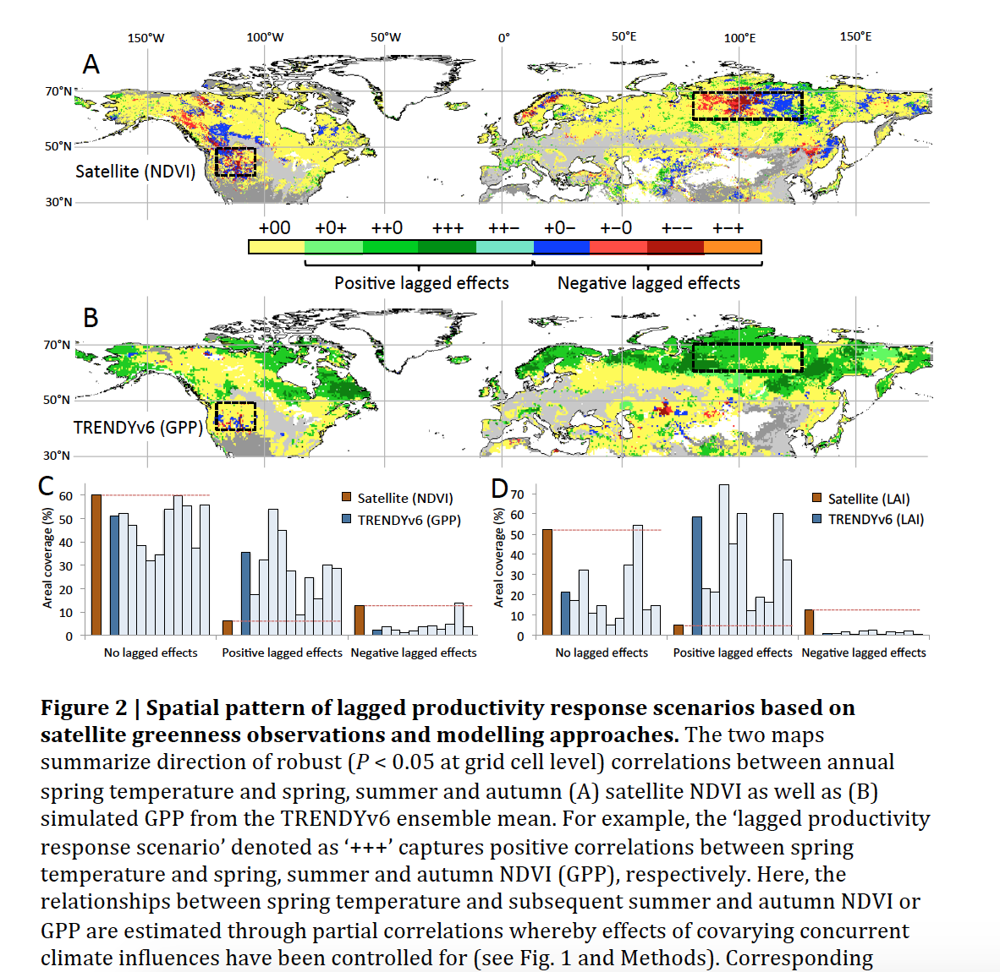 150°W 100°W 50°W 0° 50°E 100°E 150°E
A
70°N
50°N
Satellite (NDVI)
30°N
+00 +0+ ++0 +++ ++− +0− +−0 +−− +−+
Positive lagged effects Negative lagged effects
B
70°N
50°N
TRENDYv6 (GPP)
30°N
C
Areal coverage (%)
60
50
40
30
20
10
0
Satellite (NDVI)
TRENDYv6 (GPP)
No lagged effects Positive lagged effects Negative lagged effects
D
Areal coverage (%)
70
60
50
40
30
20
10
0
Satellite (LAI)
TRENDYv6 (LAI)
No lagged effects Positive lagged effects Negative lagged effects
Figure 2 | Spatial pattern of lagged productivity response scenarios based on
satellite greenness observations and modelling approaches. The two maps
summarize direction of robust (P < 0.05 at grid cell level) correlations between annual
spring temperature and spring, summer and autumn (A) satellite NDVI as well as (B)
simulated GPP from the TRENDYv6 ensemble mean. For example, the ‘lagged productivity
response scenario’ denoted as ‘+++’ captures positive correlations between spring
temperature and spring, summer and autumn NDVI (GPP), respectively. Here, the
relationships between spring temperature and subsequent summer and autumn NDVI or
GPP are estimated through partial correlations whereby effects of covarying concurrent
climate influences have been controlled for (see Fig. 1 and Methods). Corresponding